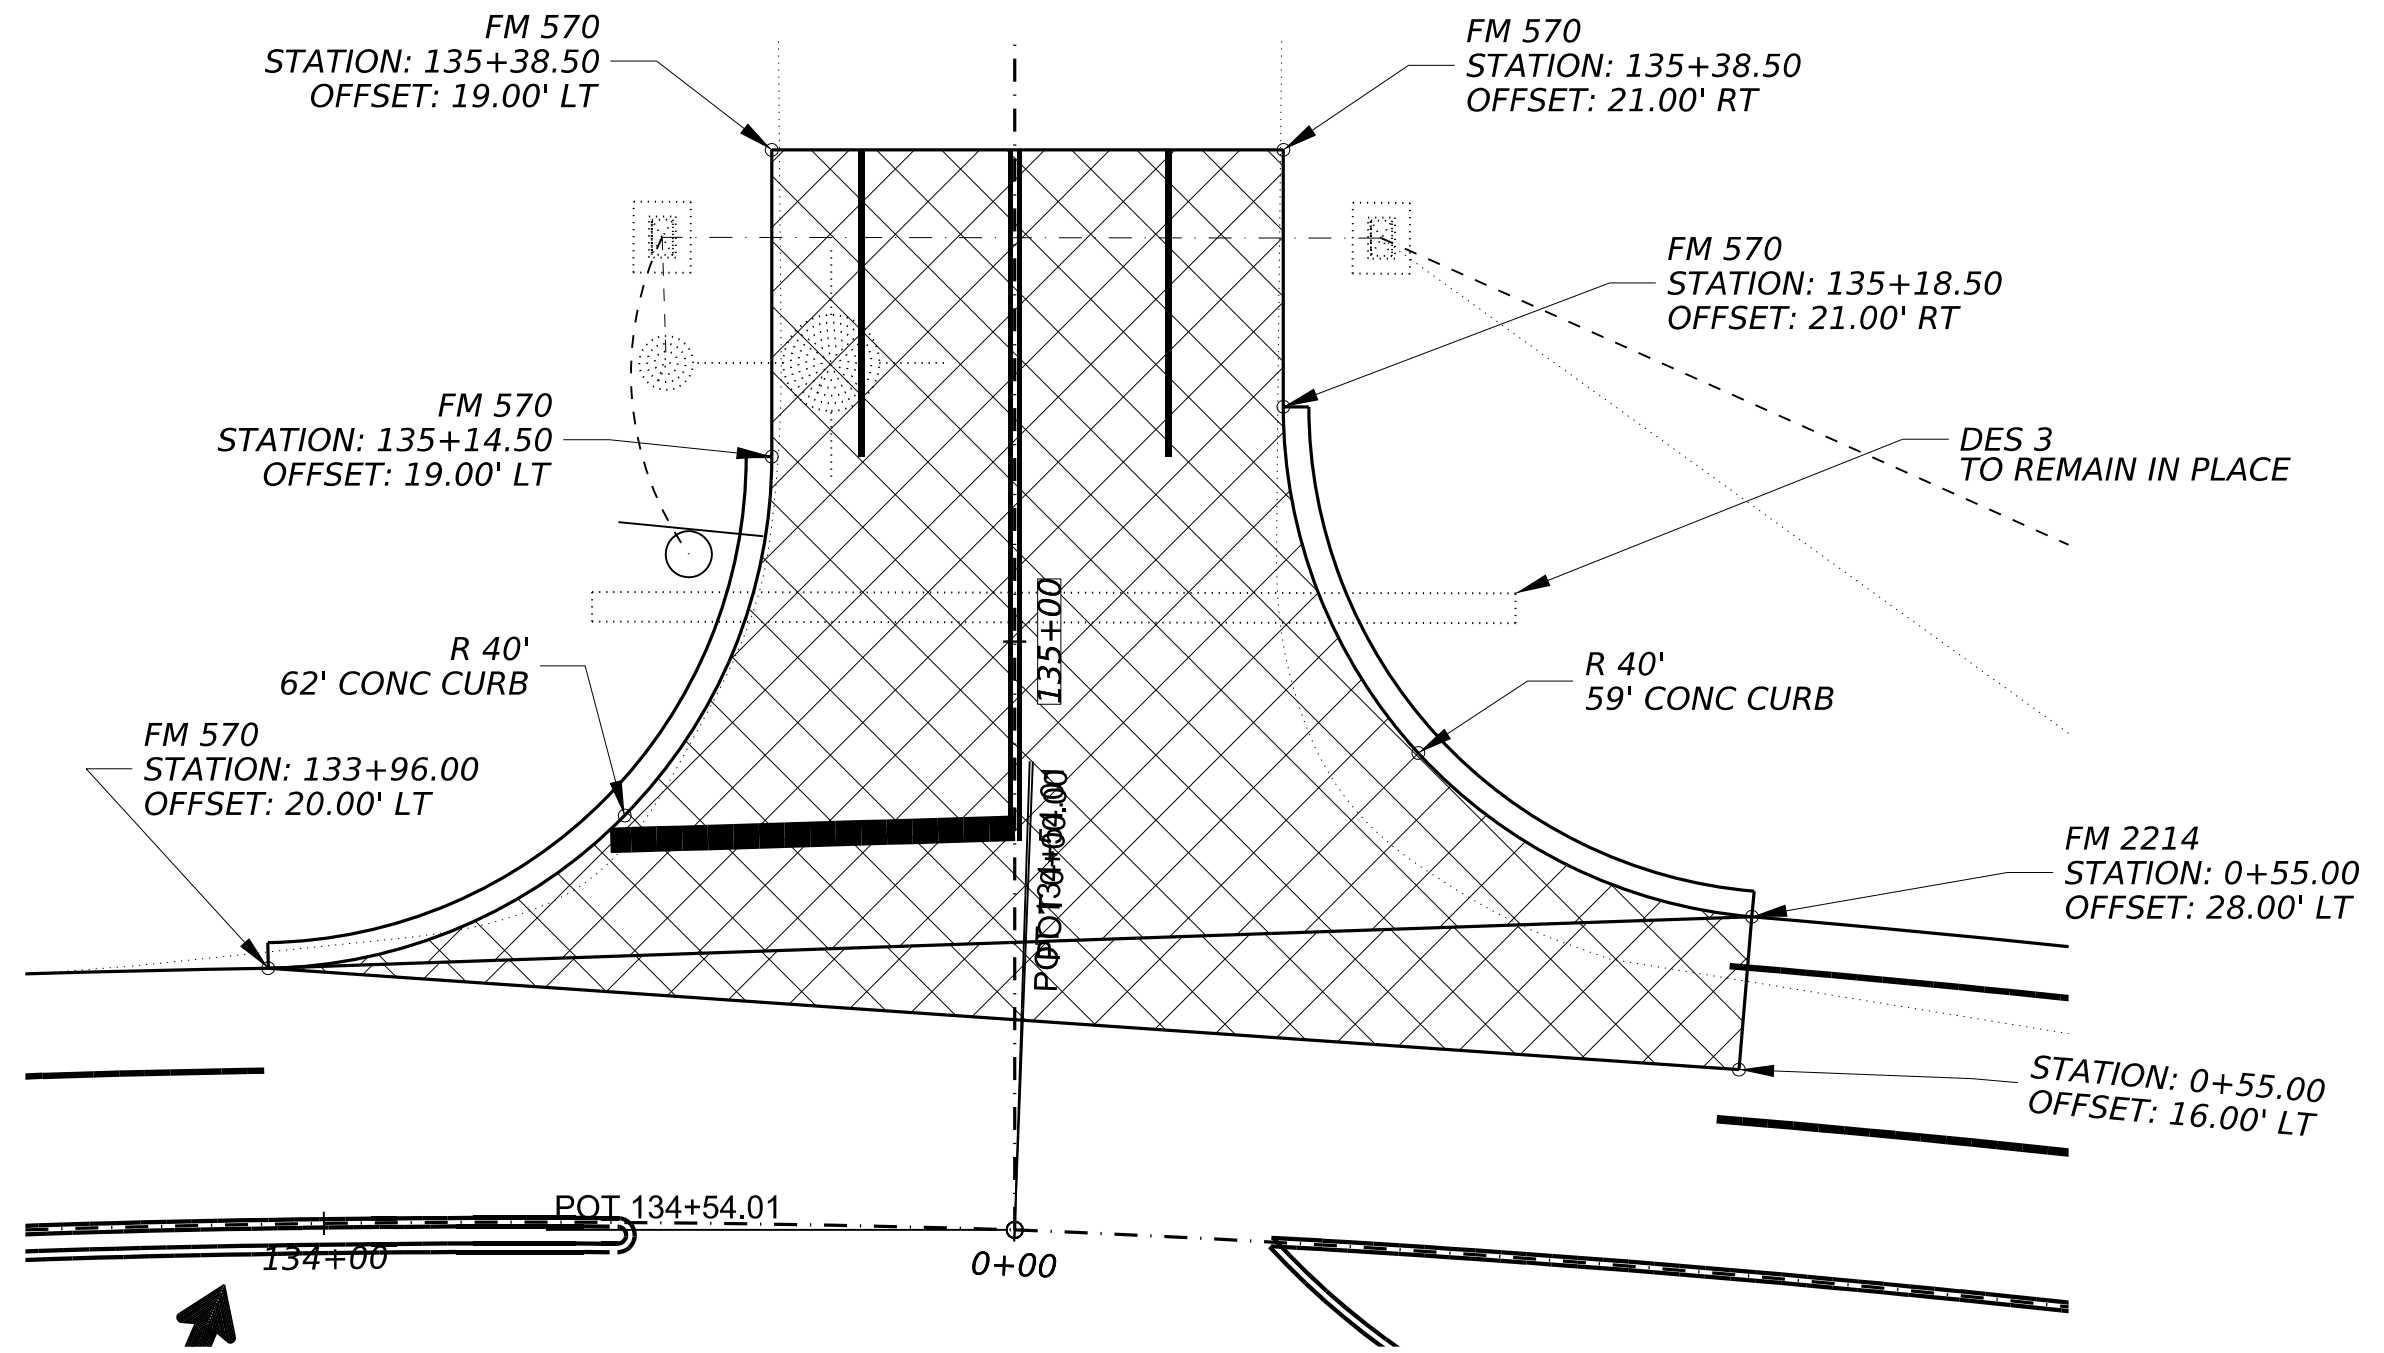 FM 570
STATION: 135+38.50
OFFSET: 19.00' LT
FM 570
STATION: 135+38.50
OFFSET: 21.00' RT
FM 570
STATION: 135+18.50
OFFSET: 21.00' RT
FM 570
STATION: 135+14.50
OFFSET: 19.00' LT
DES 3
TO REMAIN IN PLACE
135+00
R 40'
62' CONC CURB
R 40'
59' CONC CURB
FM 570
STATION: 133+96.00
OFFSET: 20.00' LT
FM 2214
STATION: 0+55.00
OFFSET: 28.00' LT
STATION: 0+55.00
OFFSET: 16.00' LT
POT 134+54.01
134+00
0+00